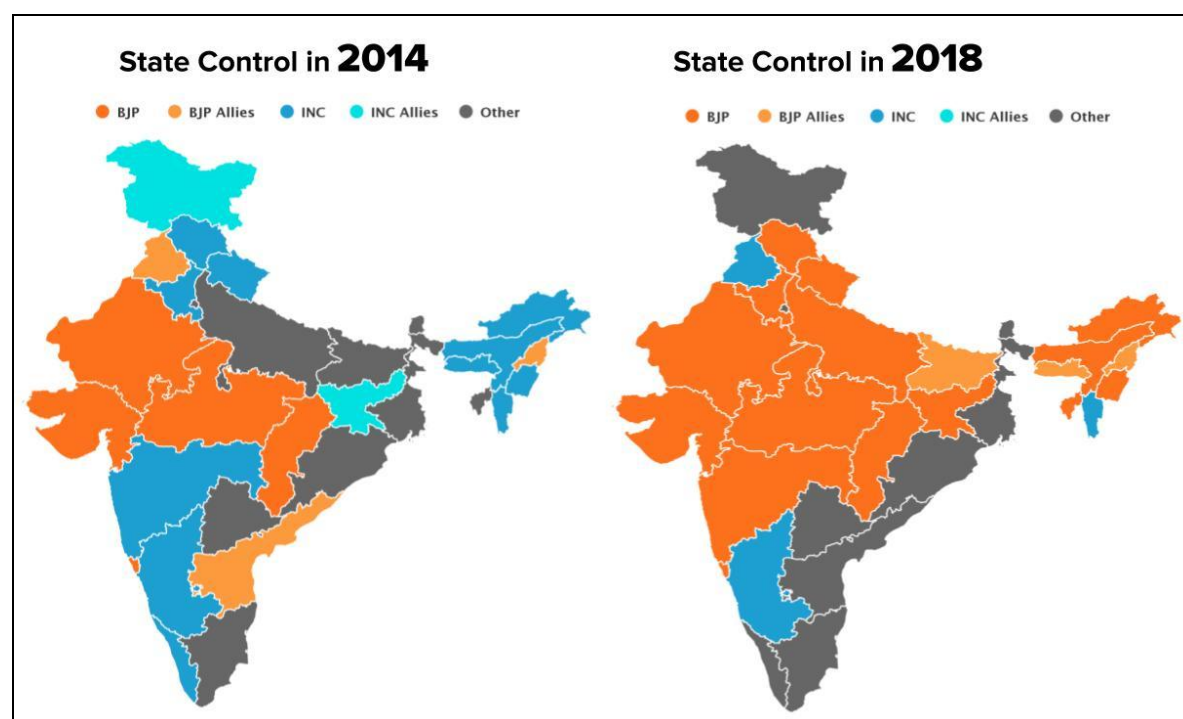 State Control in 2014
BJP BJP Allies INC INC Allies Other
State Control in 2018
BJP BJP Allies INC INC Allies Other